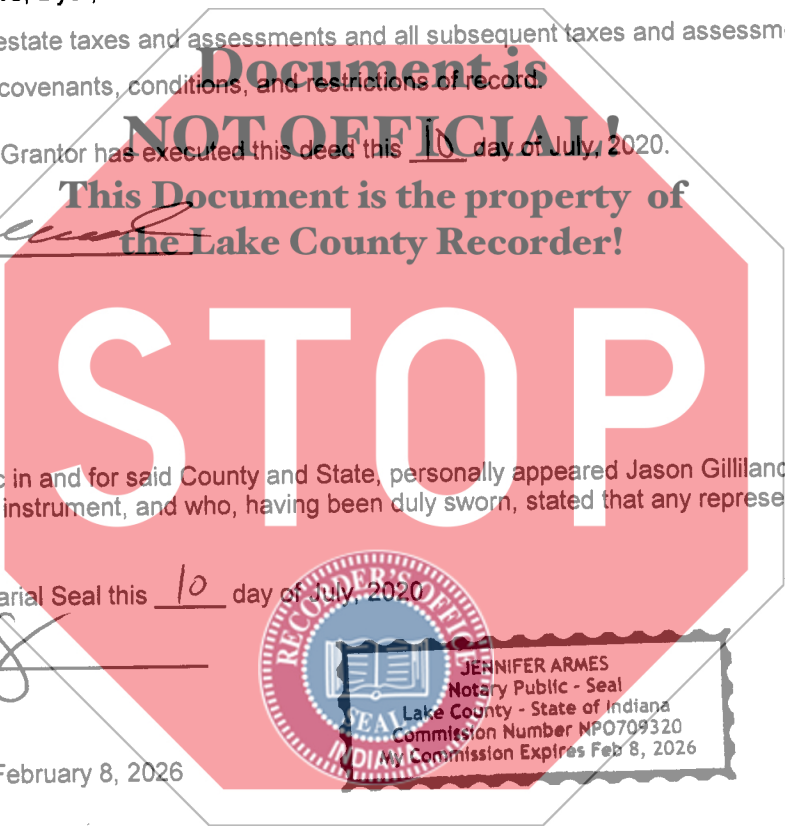 estate taxes and assessments and all subsequent taxes and
Document is
covenants, conditions, and restrictions of record.
NOT OFFICIAL!
Grantor has executed this deed this 10 day of July, 2020.
This Document is the property of
the Lake County Recorder!
STOP
in and for said County and State, personally appeared Jason Gilliland
instrument, and who, having been duly sworn, stated that any
Seal this 10 day of July, 2020
RECORDER'S OFFICE
SEAL
INDIANA
JENNIFER ARMES
Notary Public - Seal
Lake County - State of Indiana
Commission Number NP0709320
My Commission Expires Feb 8, 2026
February 8, 2026